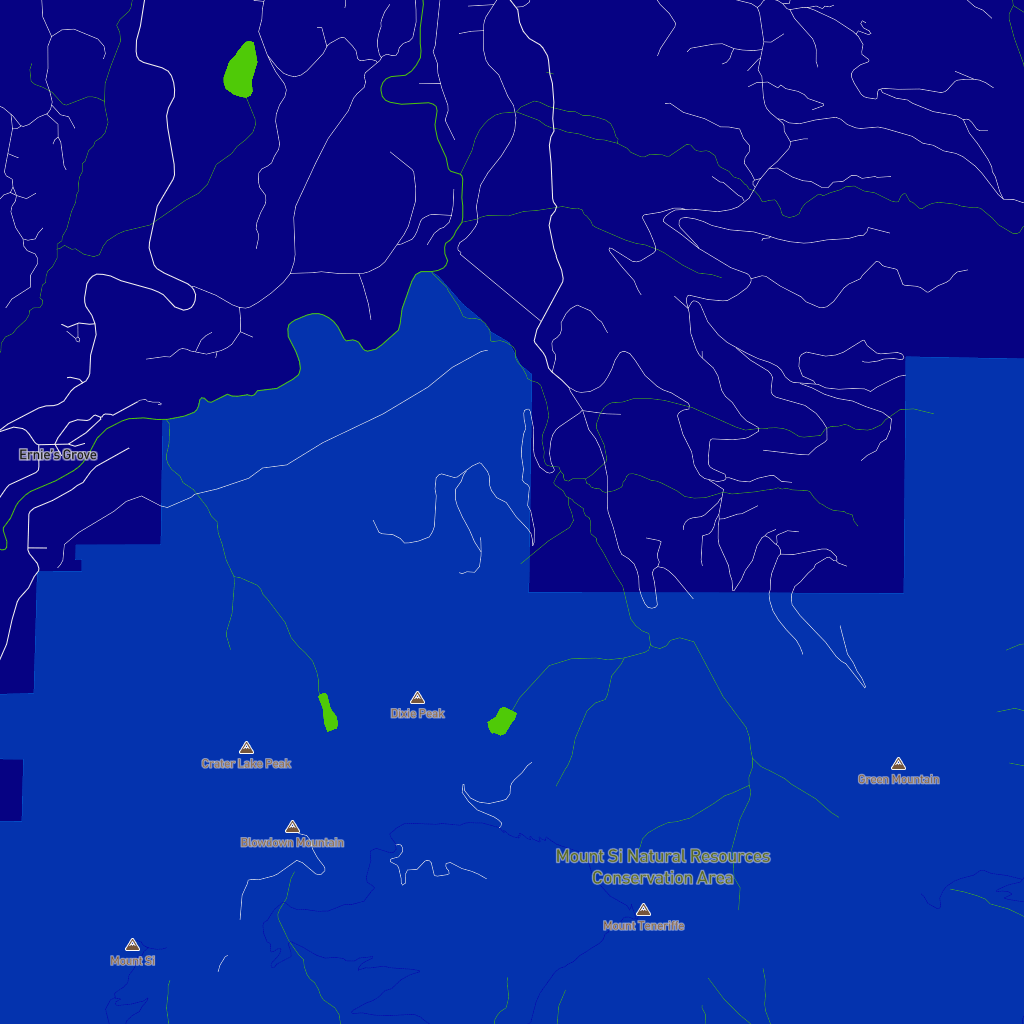 Ernie's Grove
Dixie Peak
Crater Lake Peak
Green Mountain
Blowdown Mountain
Mount Si Natural Resources
Conservation Area
Mount Teneriffe
Mount Si